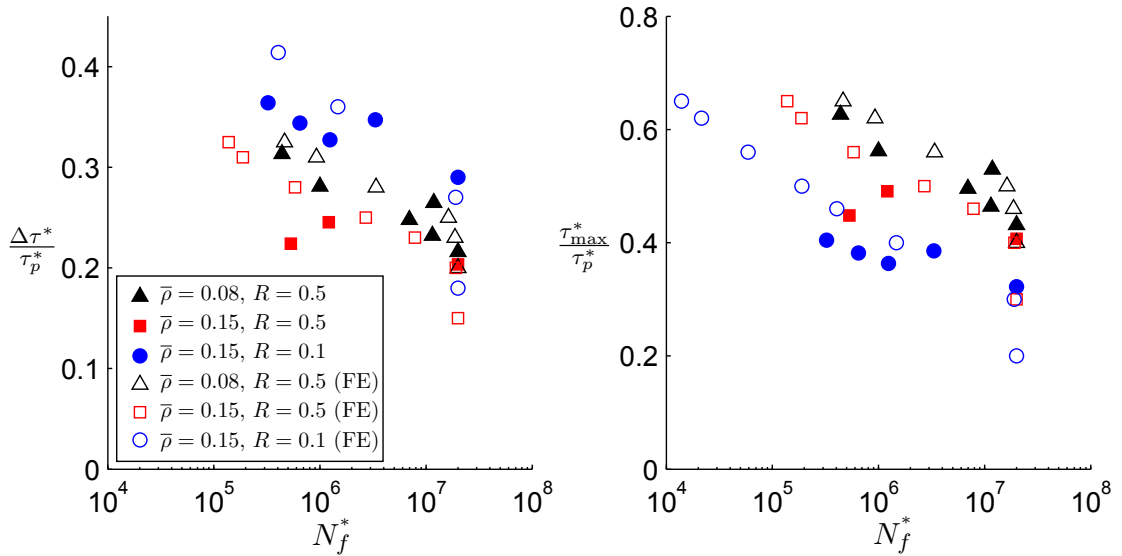 0.4
0.3
0.2
0.1
0
Δτ*
τ_p*
10^4
10^5
10^6
10^7
10^8
N_f^*
ρ̄ = 0.08, R = 0.5
ρ̄ = 0.15, R = 0.5
ρ̄ = 0.15, R = 0.1
ρ̄ = 0.08, R = 0.5 (FE)
ρ̄ = 0.15, R = 0.5 (FE)
ρ̄ = 0.15, R = 0.1 (FE)
0.8
0.6
0.4
0.2
0
τ*_max
τ_p*
10^4
10^5
10^6
10^7
10^8
N_f^*